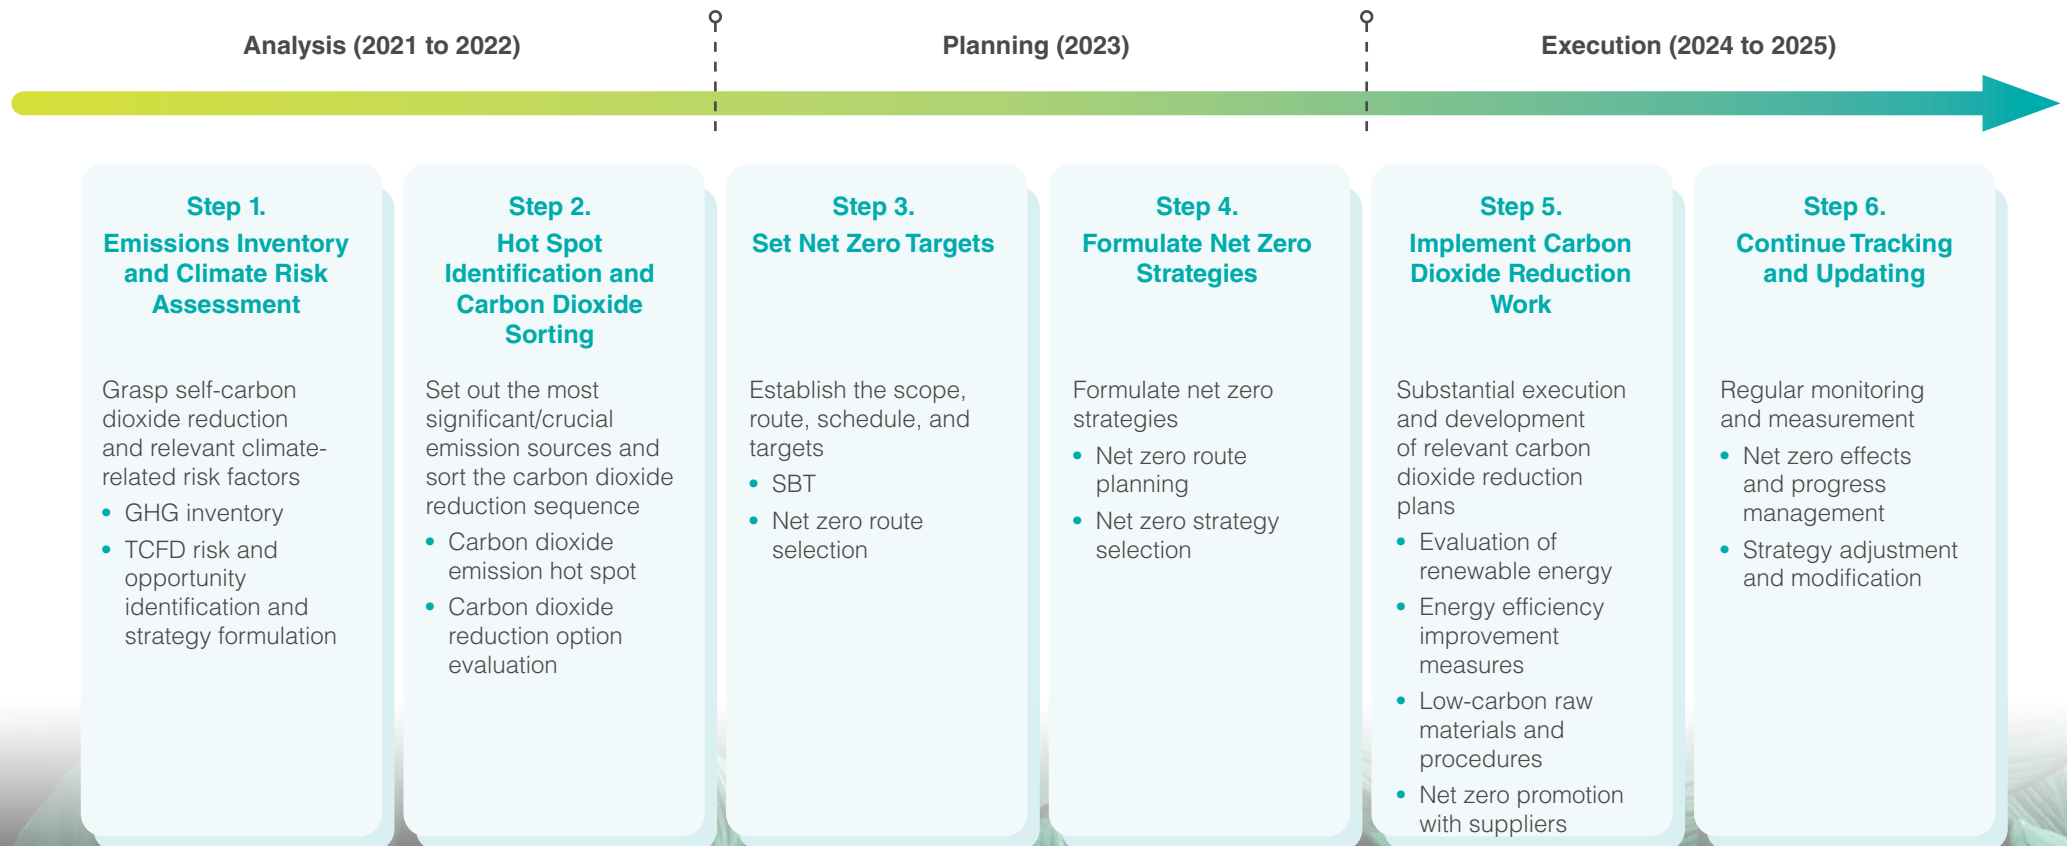 Analysis (2021 to 2022)
Planning (2023)
Execution (2024 to 2025)
Step 1.
Emissions Inventory
and Climate Risk
Assessment
Grasp self-carbon
dioxide reduction
and relevant climate-
related risk factors
• GHG inventory
• TCFD risk and
opportunity
identification and
strategy formulation
Step 2.
Hot Spot
Identification and
Carbon Dioxide
Sorting
Set out the most
significant/crucial
emission sources and
sort the carbon dioxide
reduction sequence
• Carbon dioxide
emission hot spot
• Carbon dioxide
reduction option
evaluation
Step 3.
Set Net Zero Targets
Establish the scope,
route, schedule, and
targets
• SBT
• Net zero route
selection
Step 4.
Formulate Net Zero
Strategies
Formulate net zero
strategies
• Net zero route
planning
• Net zero strategy
selection
Step 5.
Implement Carbon
Dioxide Reduction
Work
Substantial execution
and development
of relevant carbon
dioxide reduction
plans
• Evaluation of
renewable energy
• Energy efficiency
improvement
measures
• Low-carbon raw
materials and
procedures
• Net zero promotion
with suppliers
Step 6.
Continue Tracking
and Updating
Regular monitoring
and measurement
• Net zero effects
and progress
management
• Strategy adjustment
and modification